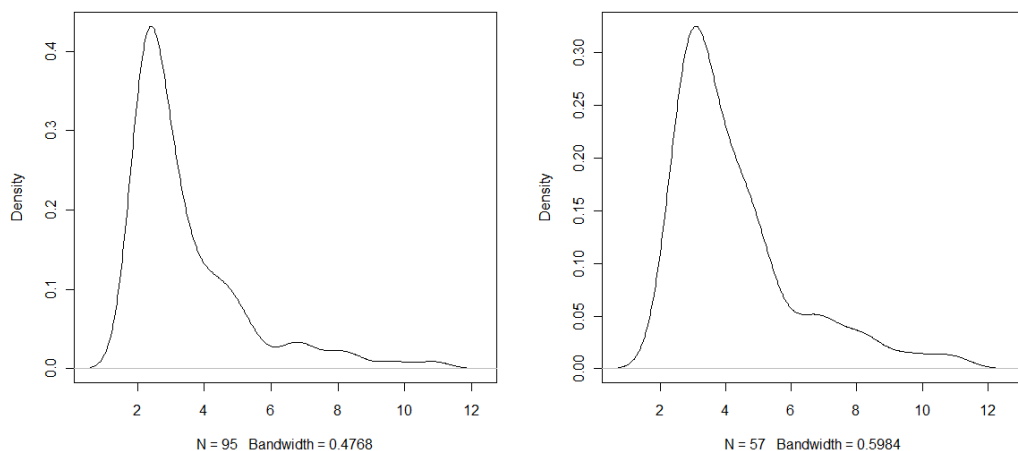 Density
0.4
0.3
0.2
0.1
0.0
2 4 6 8 10 12
N = 95 Bandwidth = 0.4768
Density
0.30
0.25
0.20
0.15
0.10
0.05
0.00
2 4 6 8 10 12
N = 57 Bandwidth = 0.5984